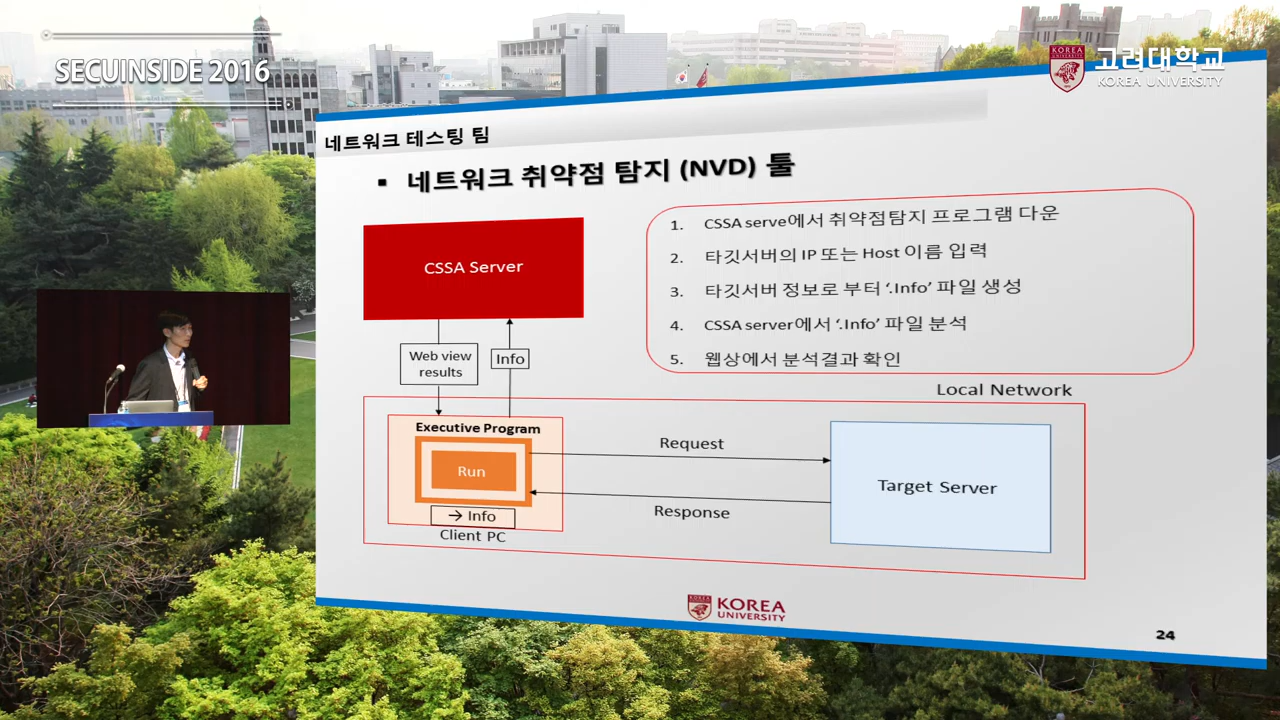 SECUINSIDE 2016
KOREA UNIVERSITY
고려대학교
KOREA UNIVERSITY
네트워크 테스팅 팀
▪ 네트워크 취약점 탐지 (NVD) 툴
CSSA Server
1. CSSA serve에서 취약점탐지 프로그램 다운
2. 타깃서버의 IP 또는 Host 이름 입력
3. 타깃서버 정보로 부터 ‘.Info’ 파일 생성
4. CSSA server에서 ‘.Info’ 파일 분석
5. 웹상에서 분석결과 확인
Web view
results
Info
Local Network
Executive Program
Run
→ Info
Client PC
Request
Response
Target Server
KOREA
UNIVERSITY
24